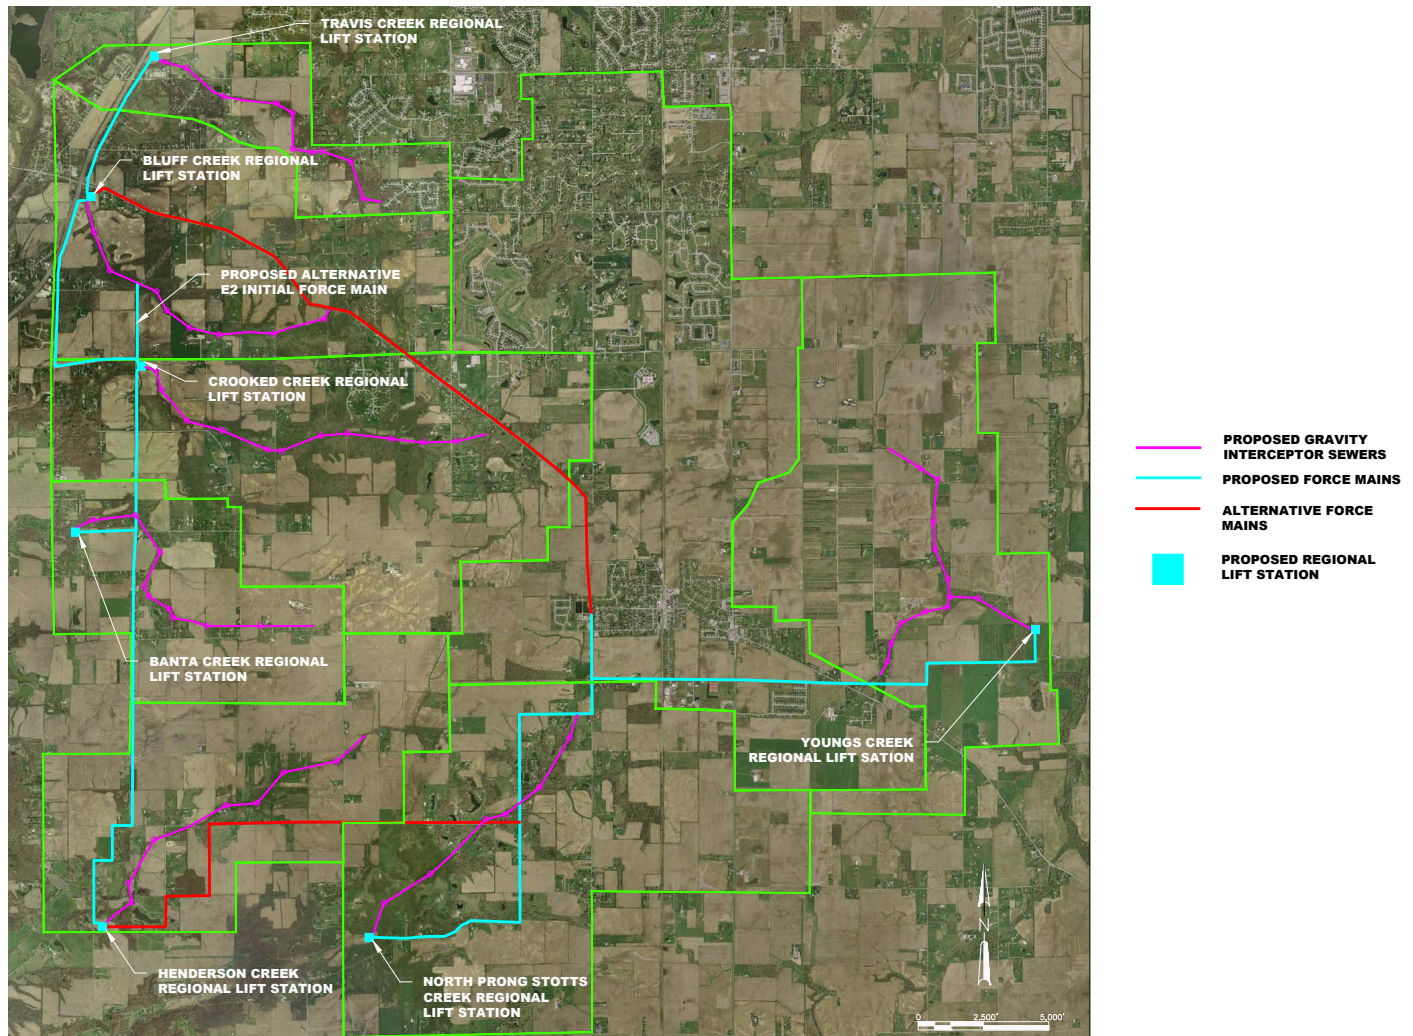 TRAVIS CREEK REGIONAL
LIFT STATION
BLUFF CREEK REGIONAL
LIFT STATION
PROPOSED ALTERNATIVE
E2 INITIAL FORCE MAIN
CROOKED CREEK REGIONAL
LIFT STATION
BANTA CREEK REGIONAL
LIFT STATION
YOUNGS CREEK
REGIONAL LIFT SATION
HENDERSON CREEK
REGIONAL LIFT STATION
NORTH PRONG STOTTS
CREEK REGIONAL
LIFT STATION
N
0 2,500' 5,000'
PROPOSED GRAVITY
INTERCEPTOR SEWERS
PROPOSED FORCE MAINS
ALTERNATIVE FORCE
MAINS
PROPOSED REGIONAL
LIFT STATION